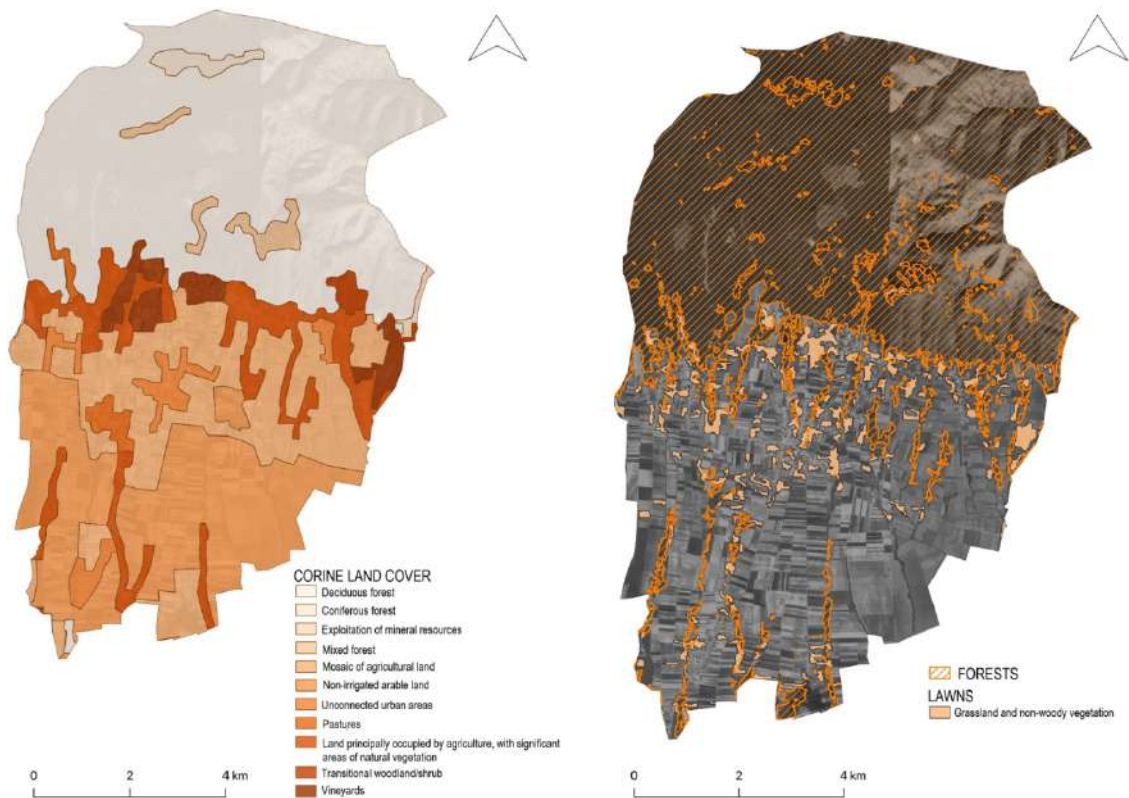 CORINE LAND COVER
Deciduous forest
Coniferous forest
Exploitation of mineral resources
Mixed forest
Mosaic of agricultural land
Non-irrigated arable land
Unconnected urban areas
Pastures
Land principally occupied by agriculture, with significant
areas of natural vegetation
Transitional woodland/shrub
Vineyards
0 2 4 km
FORESTS
LAWNS
Grassland and non-woody vegetation
0 2 4 km